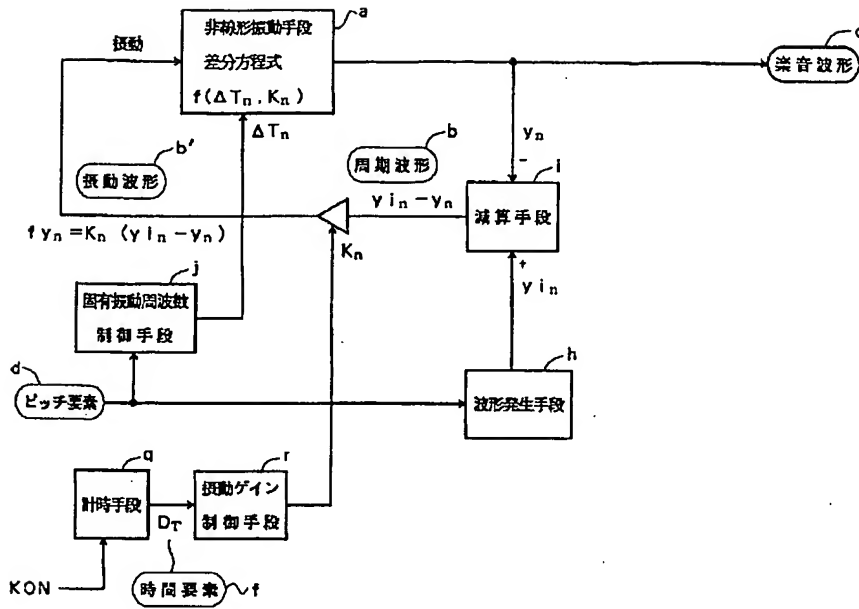 a
非線形振動手段
差分方程式
f(ΔTn, Kn)
摂動
c
楽音波形
ΔTn
yn
−
b'
摂動波形
b
周期波形
i
減算手段
yin−yn
fyn=Kn (yin−yn)
Kn
+
yin
j
固有振動周波数
制御手段
h
波形発生手段
d
ピッチ要素
q
計時手段
r
摂動ゲイン
制御手段
DT
KON
時間要素
f